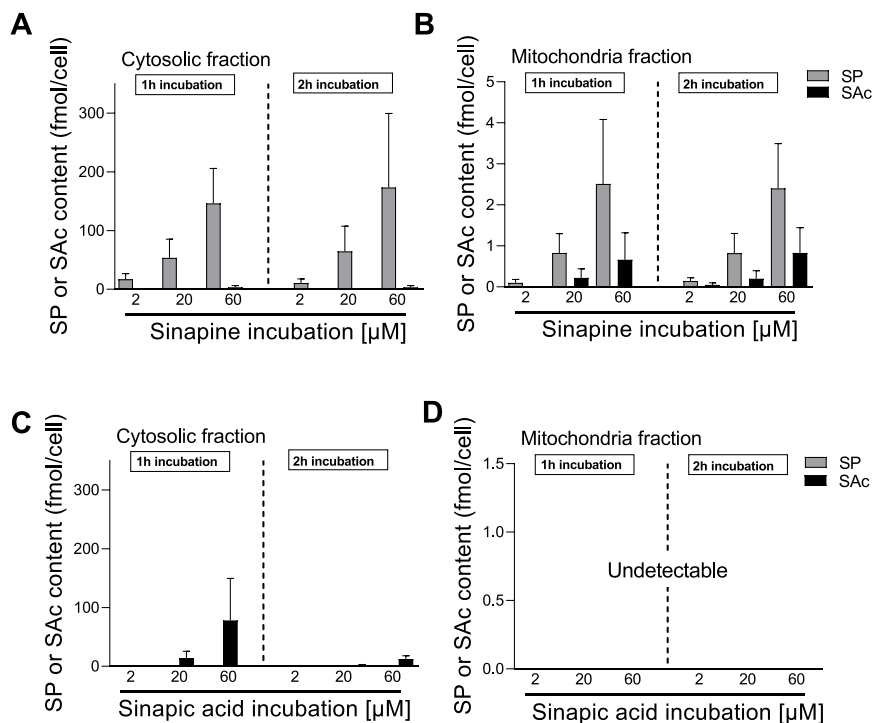 A
Cytosolic fraction
1h incubation
2h incubation
SP or SAc content (fmol/cell)
300
200
100
0
2 20 60 2 20 60
Sinapine incubation [µM]
B
Mitochondria fraction
1h incubation
2h incubation
SP
SAc
SP or SAc content (fmol/cell)
5
4
3
2
1
0
2 20 60 2 20 60
Sinapine incubation [µM]
C
Cytosolic fraction
1h incubation
2h incubation
SP or SAc content (fmol/cell)
300
200
100
0
2 20 60 2 20 60
Sinapic acid incubation [µM]
D
Mitochondria fraction
1h incubation
2h incubation
SP
SAc
SP or SAc content (fmol/cell)
1.5
1.0
0.5
0.0
Undetectable
2 20 60 2 20 60
Sinapic acid incubation [µM]